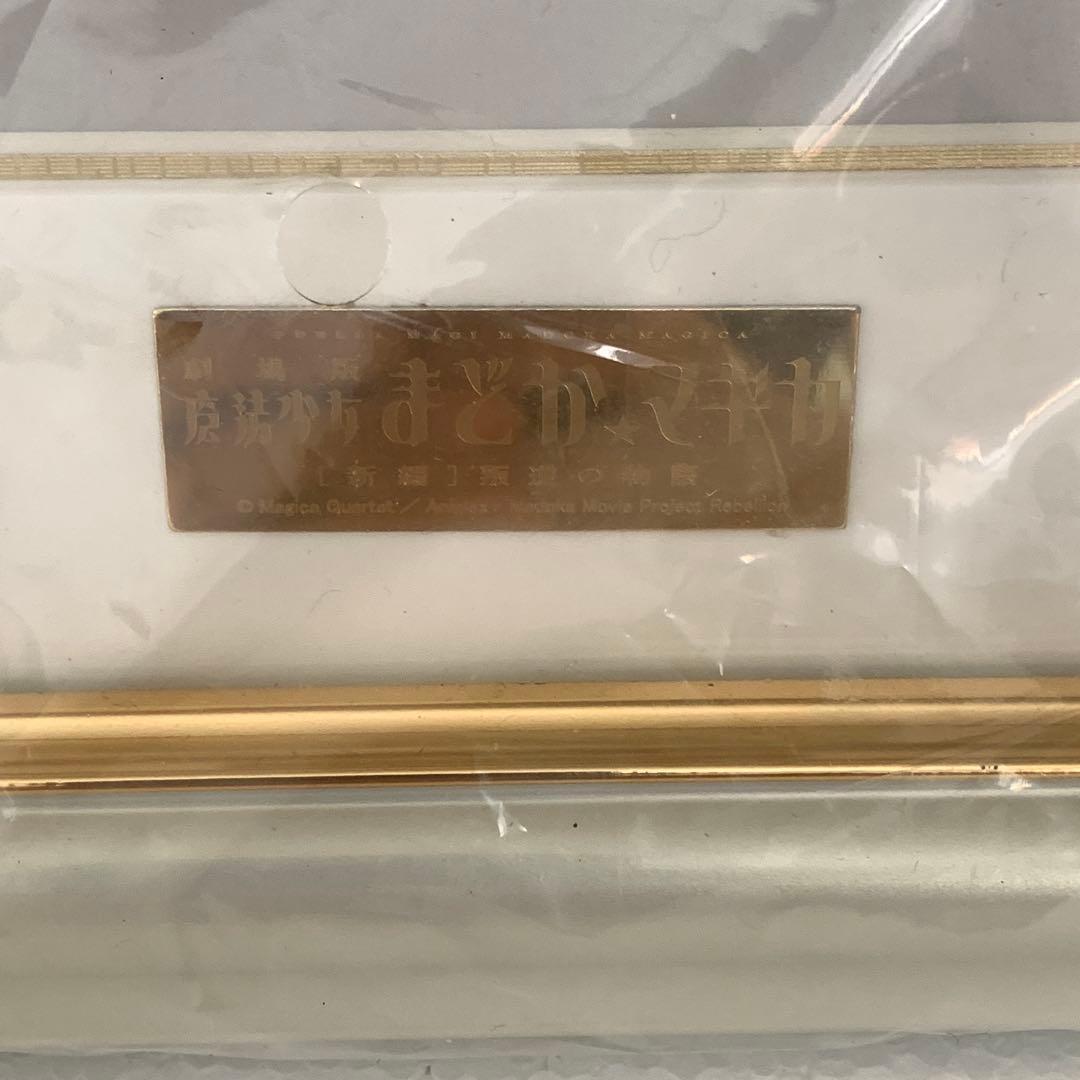 PUELLA MAGI MADOKA MAGICA
劇場版
魔法少女まどか☆マギカ
[新編]叛逆の物語
© Magica Quartet / Aniplex・Madoka Movie Project Rebellion